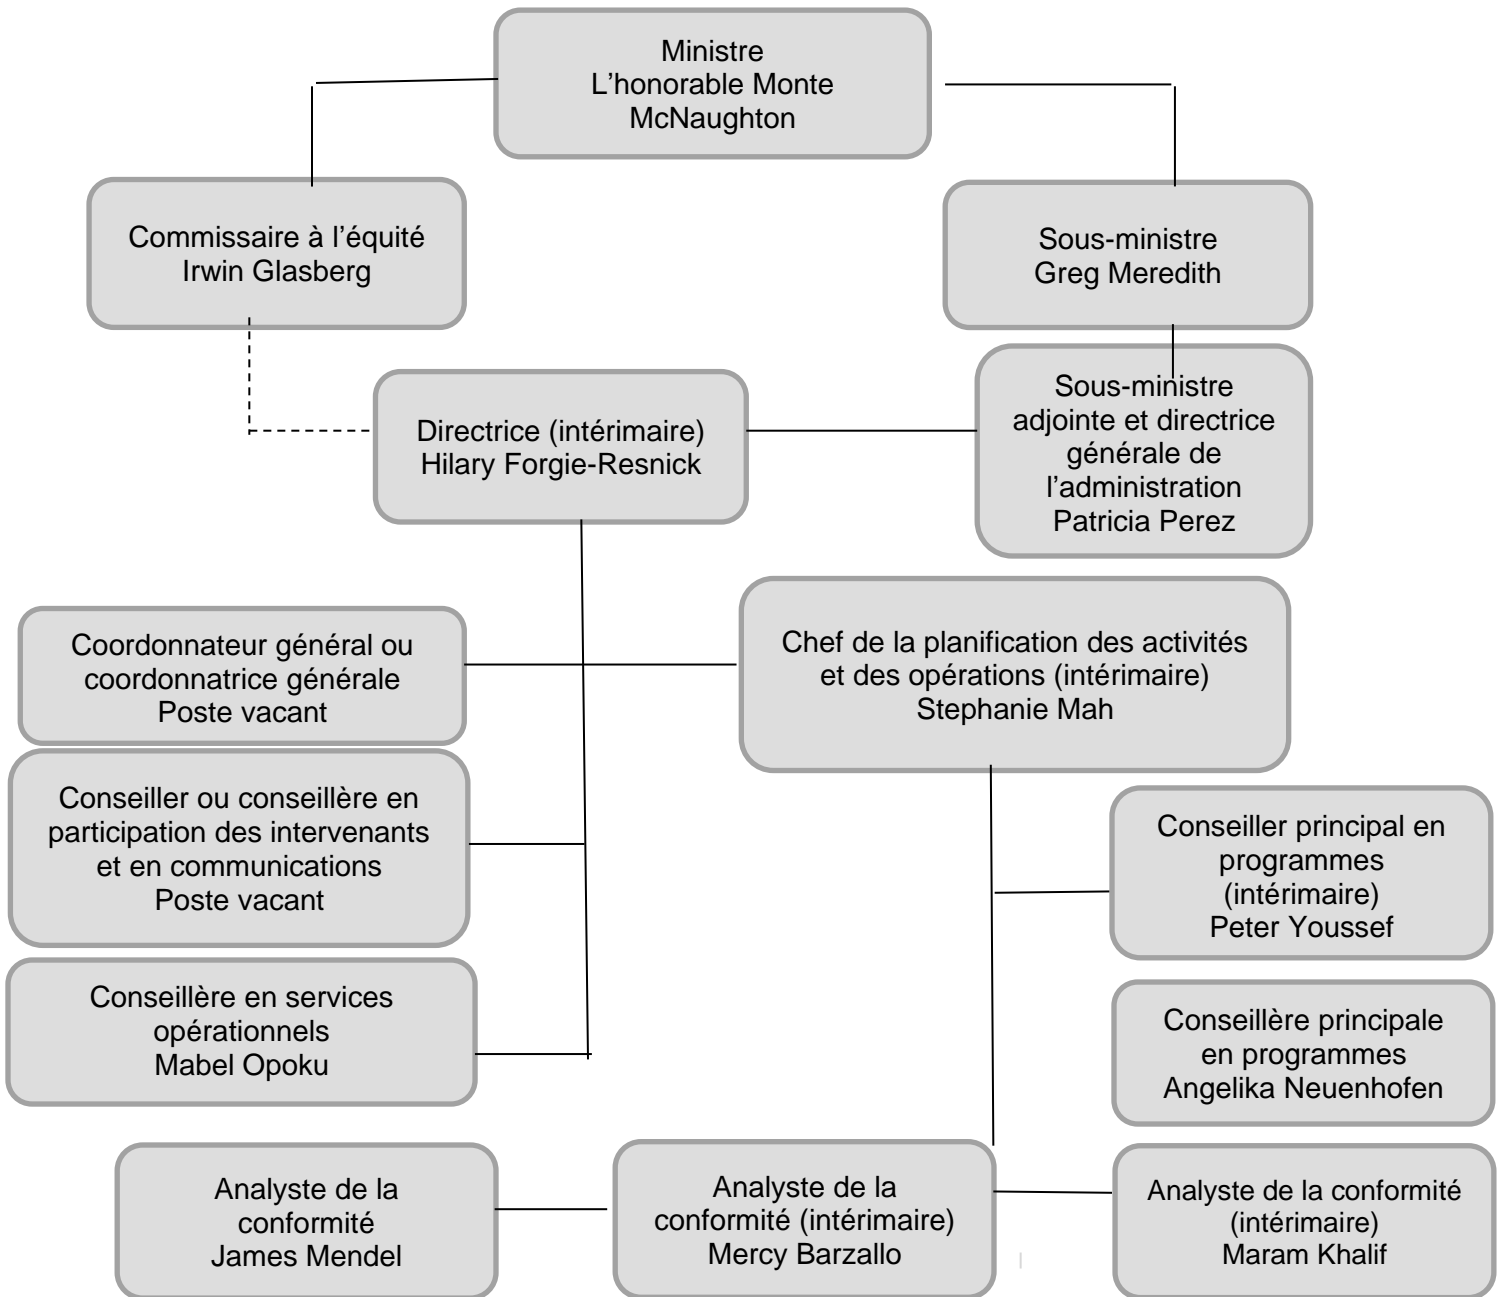 Ministre
L’honorable Monte
McNaughton
Commissaire à l’équité
Irwin Glasberg
Sous-ministre
Greg Meredith
Directrice (intérimaire)
Hilary Forgie-Resnick
Sous-ministre
adjointe et directrice
générale de
l’administration
Patricia Perez
Coordonnateur général ou
coordonnatrice générale
Poste vacant
Chef de la planification des activités
et des opérations (intérimaire)
Stephanie Mah
Conseiller ou conseillère en
participation des intervenants
et en communications
Poste vacant
Conseiller principal en
programmes
(intérimaire)
Peter Youssef
Conseillère en services
opérationnels
Mabel Opoku
Conseillère principale
en programmes
Angelika Neuenhofen
Analyste de la
conformité
James Mendel
Analyste de la
conformité (intérimaire)
Mercy Barzallo
Analyste de la conformité
(intérimaire)
Maram Khalif